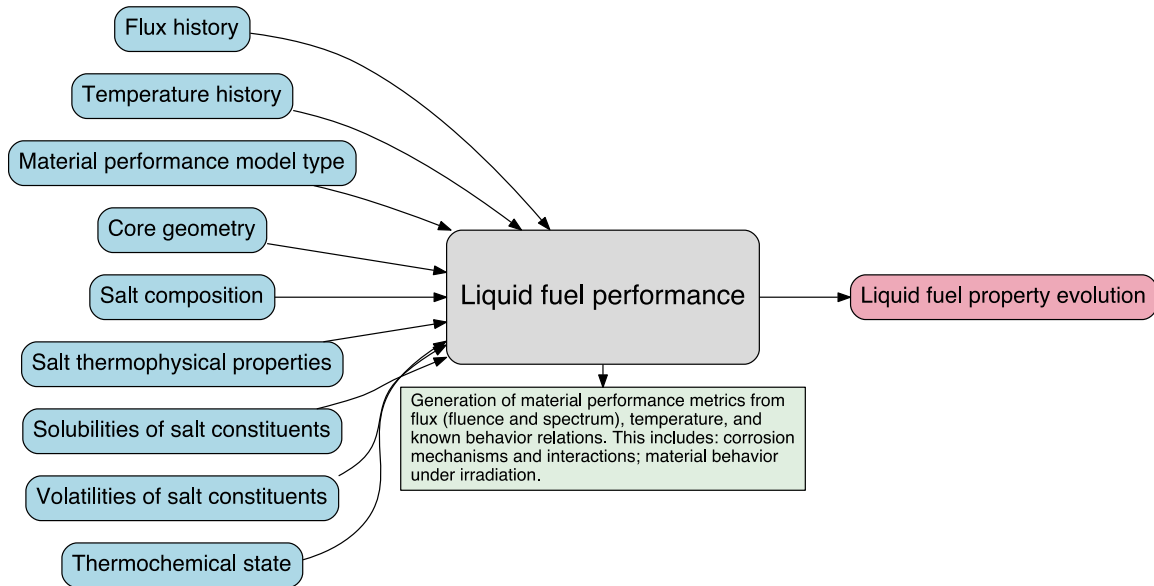 Flux history
Temperature history
Material performance model type
Core geometry
Salt composition
Salt thermophysical properties
Solubilities of salt constituents
Volatilities of salt constituents
Thermochemical state
Liquid fuel performance
Liquid fuel property evolution
Generation of material performance metrics from
flux (fluence and spectrum), temperature, and
known behavior relations. This includes: corrosion
mechanisms and interactions; material behavior
under irradiation.